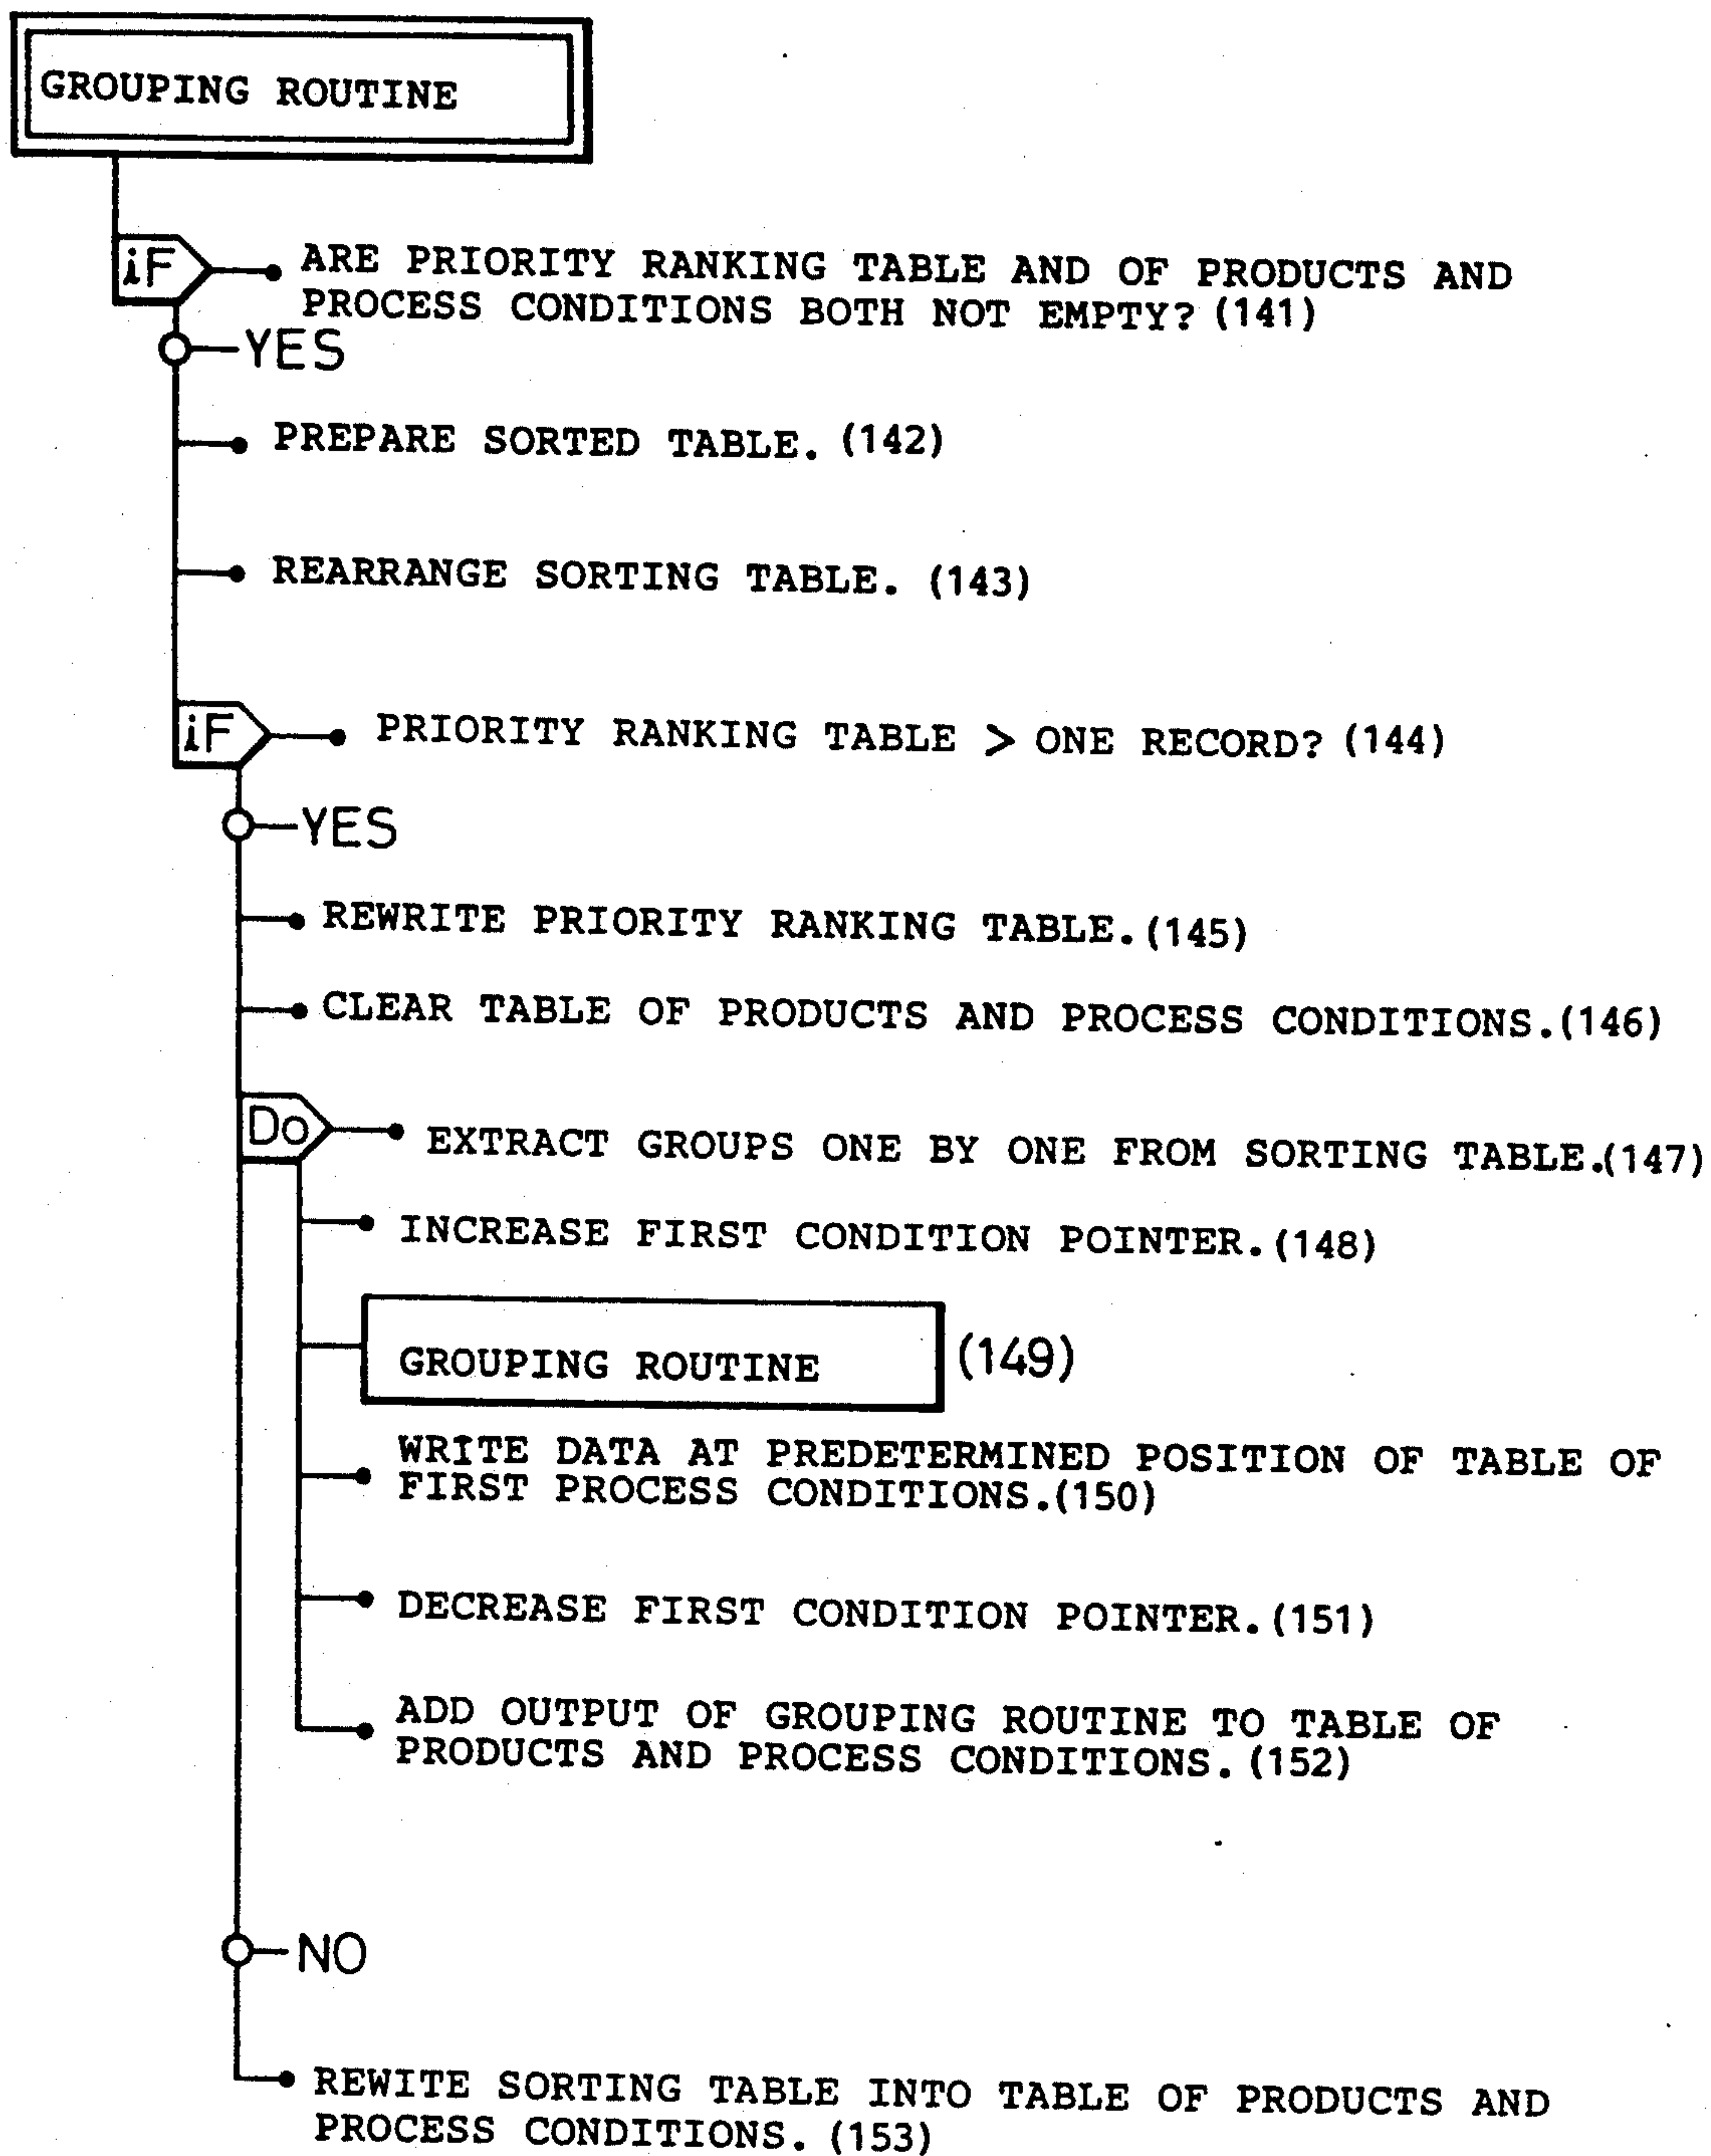 GROUPING ROUTINE
iF
ARE PRIORITY RANKING TABLE AND OF PRODUCTS AND
PROCESS CONDITIONS BOTH NOT EMPTY? (141)
YES
PREPARE SORTED TABLE. (142)
REARRANGE SORTING TABLE. (143)
iF
PRIORITY RANKING TABLE > ONE RECORD? (144)
YES
REWRITE PRIORITY RANKING TABLE. (145)
CLEAR TABLE OF PRODUCTS AND PROCESS CONDITIONS. (146)
Do
EXTRACT GROUPS ONE BY ONE FROM SORTING TABLE. (147)
INCREASE FIRST CONDITION POINTER. (148)
GROUPING ROUTINE (149)
WRITE DATA AT PREDETERMINED POSITION OF TABLE OF
FIRST PROCESS CONDITIONS. (150)
DECREASE FIRST CONDITION POINTER. (151)
ADD OUTPUT OF GROUPING ROUTINE TO TABLE OF
PRODUCTS AND PROCESS CONDITIONS. (152)
NO
REWITE SORTING TABLE INTO TABLE OF PRODUCTS AND
PROCESS CONDITIONS. (153)